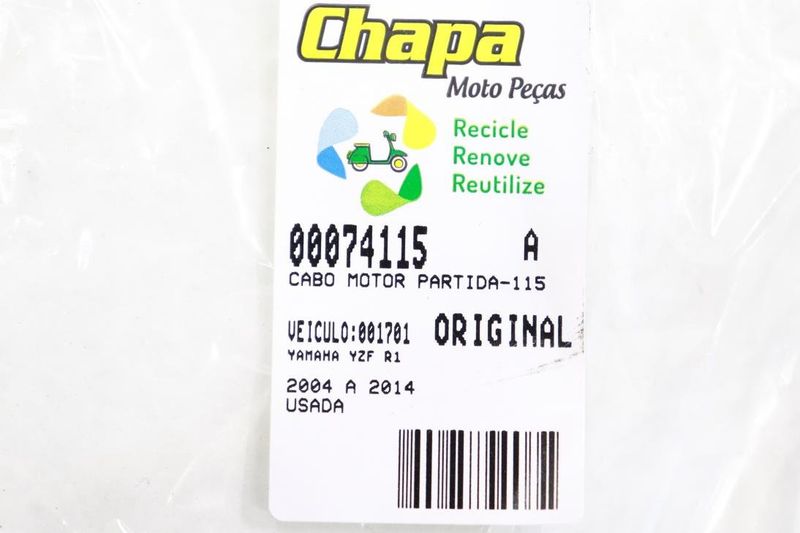 Chapa
Moto Peças
Recicle
Renove
Reutilize
00074115 A
CABO MOTOR PARTIDA-115
VEICULO:001701 ORIGINAL
YAMAHA YZF R1
2004 A 2014
USADA